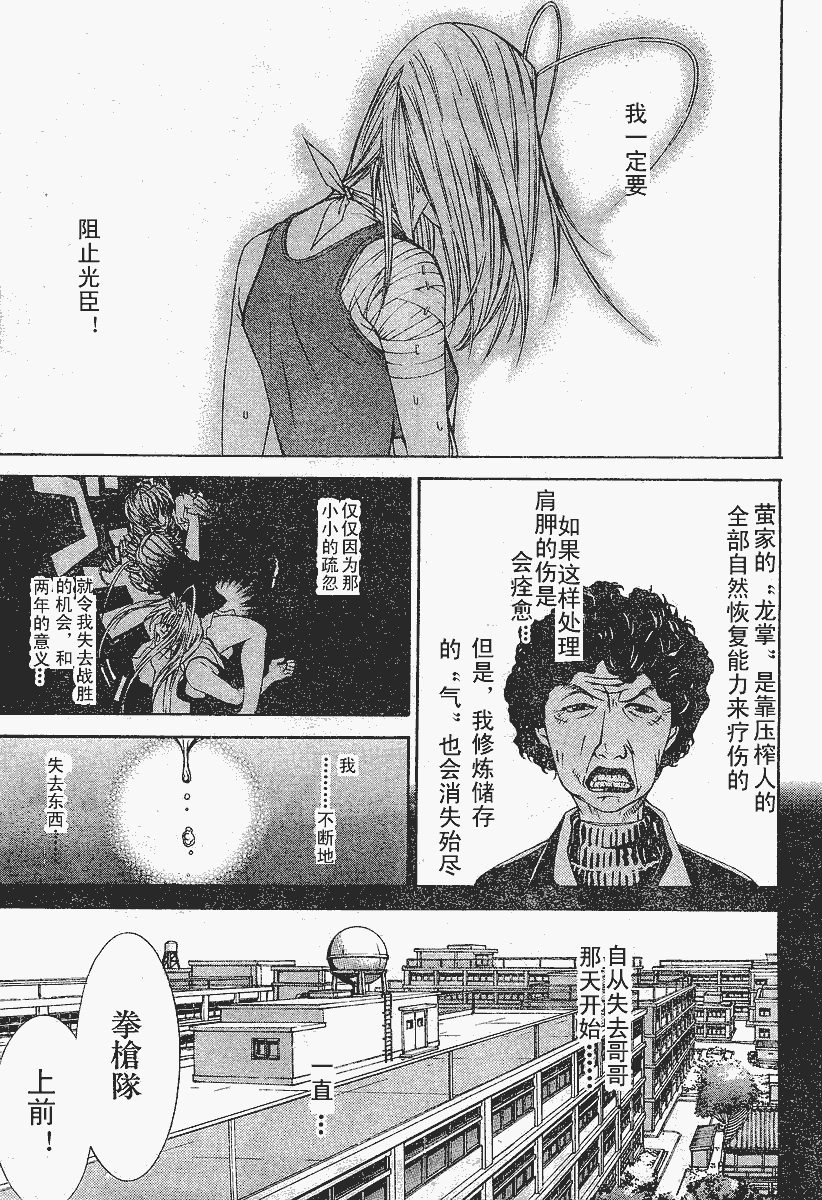 我一定要
阻止光臣！
萤家的“龙掌”是靠压榨人的
全部自然恢复能力来疗伤的
如果这样处理
肩胛的伤是
会痊愈…
但是，我修炼储存
的“气”也会消失殆尽
仅仅因为那
小小的疏忽
就令我失去战胜
的机会，和
两年的意义…
我
………不断地
失去东西……
自从失去哥哥
那天开始……
一直…
拳槍隊
上前！